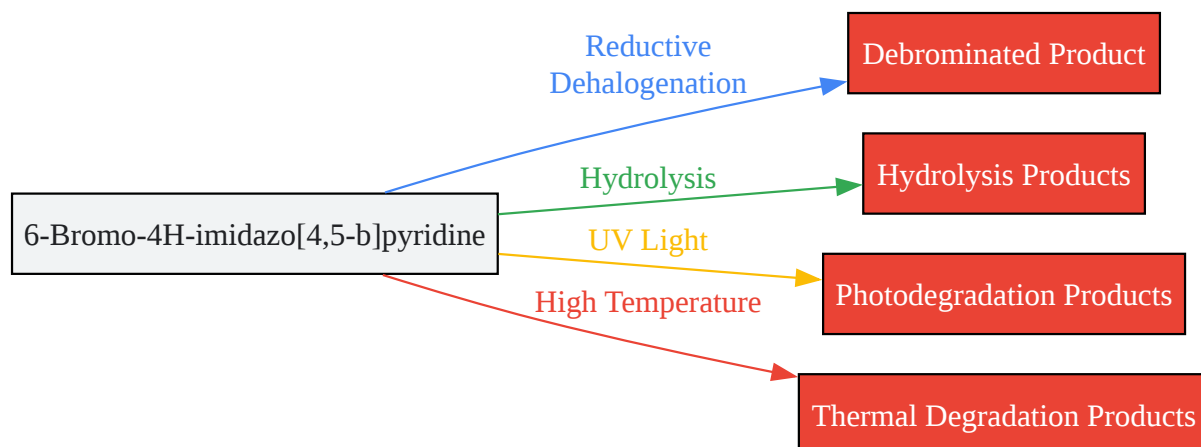 Reductive
Dehalogenation
Debrominated Product
Hydrolysis
Hydrolysis Products
6-Bromo-4H-imidazo[4,5-b]pyridine
UV Light
Photodegradation Products
High Temperature
Thermal Degradation Products